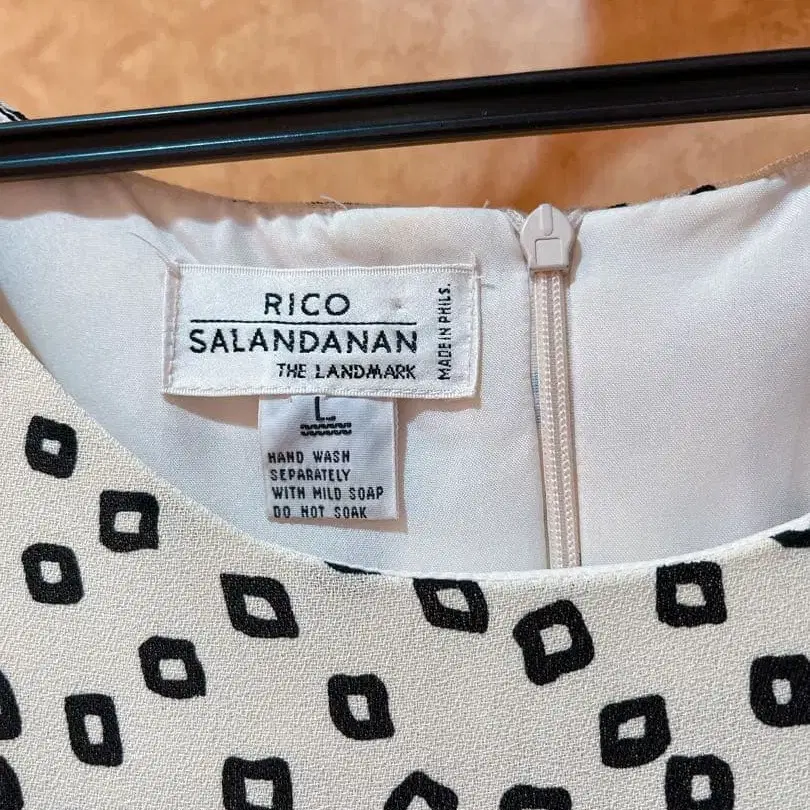 RICO
SALANDANAN
THE LANDMARK
MADE IN PHILS.
L
HAND WASH
SEPARATELY
WITH MILD SOAP
DO NOT SOAK